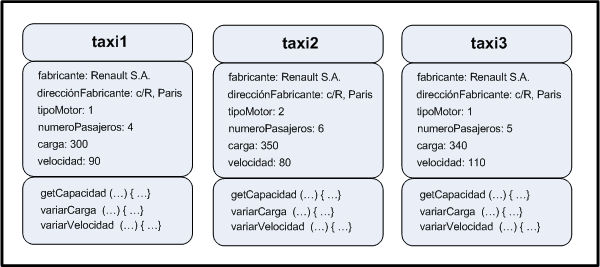 taxi1
fabricante: Renault S.A.
direcciónFabricante: c/R, Paris
tipoMotor: 1
numeroPasajeros: 4
carga: 300
velocidad: 90
getCapacidad (...) { ...}
variarCarga (...) { ...}
variarVelocidad (...) { ...}
taxi2
fabricante: Renault S.A.
direcciónFabricante: c/R, Paris
tipoMotor: 2
numeroPasajeros: 6
carga: 350
velocidad: 80
getCapacidad (...) { ...}
variarCarga (...) { ...}
variarVelocidad (...) { ...}
taxi3
fabricante: Renault S.A.
direcciónFabricante: c/R, Paris
tipoMotor: 1
numeroPasajeros: 5
carga: 340
velocidad: 110
getCapacidad (...) { ...}
variarCarga (...) { ...}
variarVelocidad (...) { ...}